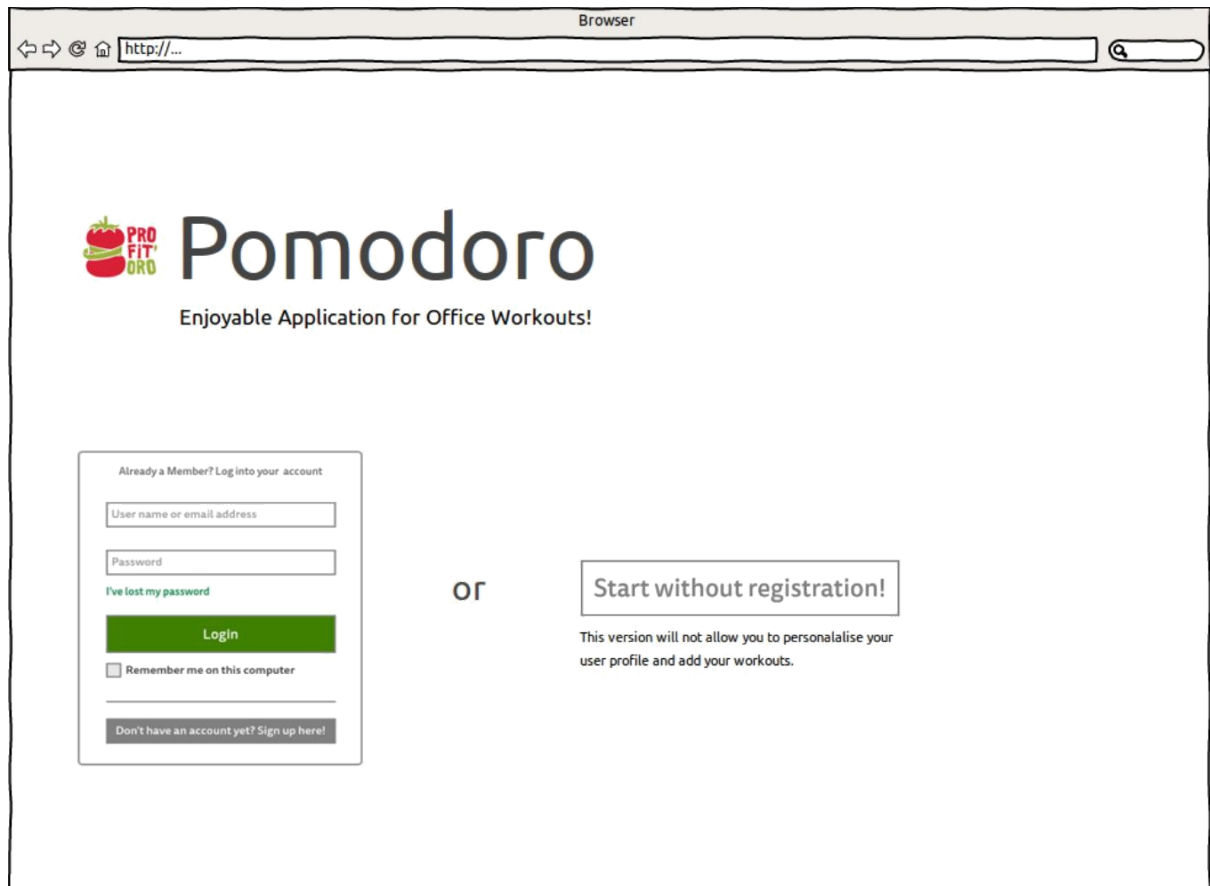 Browser
http://...
PRO
FIT'
ORO
Pomodoro
Enjoyable Application for Office Workouts!
Already a Member? Log into your account
User name or email address
Password
I've lost my password
Login
Remember me on this computer
Don't have an account yet? Sign up here!
or
Start without registration!
This version will not allow you to personalalise your
user profile and add your workouts.